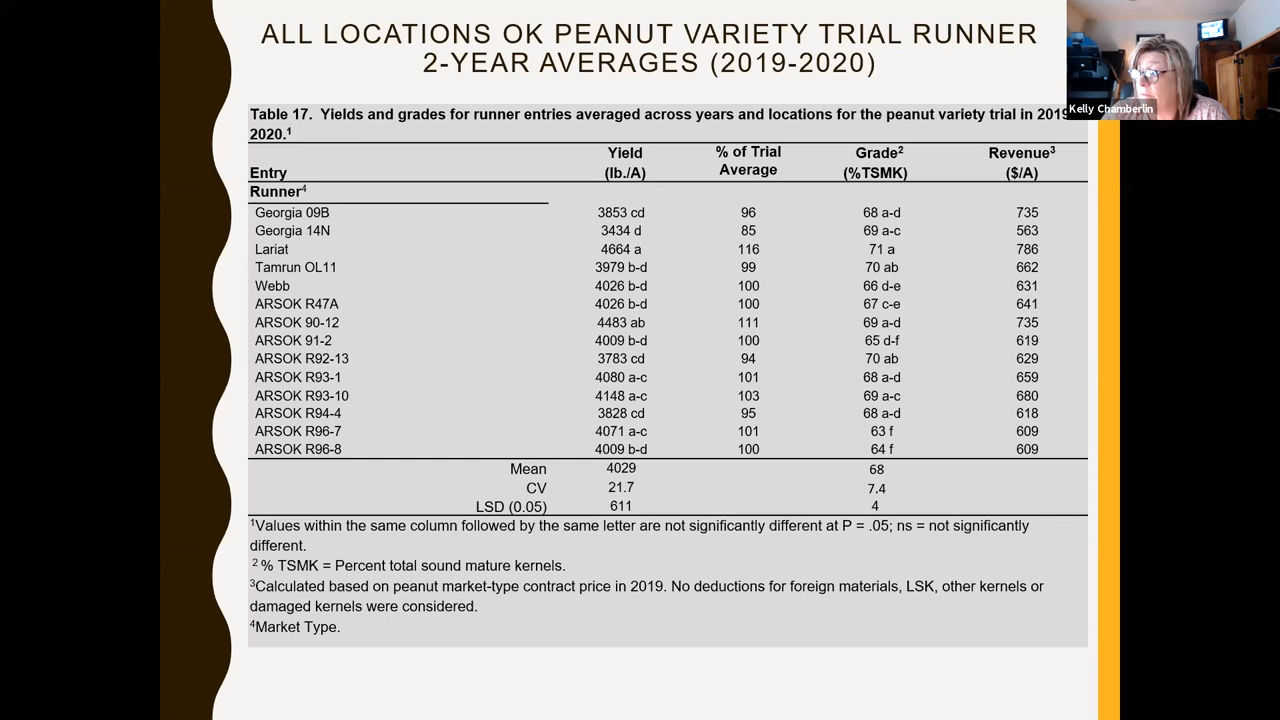 ALL LOCATIONS OK PEANUT VARIETY TRIAL RUNNER
2-YEAR AVERAGES (2019-2020)
Kelly Chamberlin
Table 17. Yields and grades for runner entries averaged across years and locations for the peanut variety trial in 2019
2020.¹
Entry Yield (lb./A) % of Trial Average Grade² (%TSMK) Revenue³ ($/A)
Runner⁴
Georgia 09B 3853 cd 96 68 a-d 735
Georgia 14N 3434 d 85 69 a-c 563
Lariat 4664 a 116 71 a 786
Tamrun OL11 3979 b-d 99 70 ab 662
Webb 4026 b-d 100 66 d-e 631
ARSOK R47A 4026 b-d 100 67 c-e 641
ARSOK 90-12 4483 ab 111 69 a-d 735
ARSOK 91-2 4009 b-d 100 65 d-f 619
ARSOK R92-13 3783 cd 94 70 ab 629
ARSOK R93-1 4080 a-c 101 68 a-d 659
ARSOK R93-10 4148 a-c 103 69 a-c 680
ARSOK R94-4 3828 cd 95 68 a-d 618
ARSOK R96-7 4071 a-c 101 63 f 609
ARSOK R96-8 4009 b-d 100 64 f 609
Mean 4029 68
CV 21.7 7.4
LSD (0.05) 611 4
¹Values within the same column followed by the same letter are not significantly different at P = .05; ns = not significantly
different.
² % TSMK = Percent total sound mature kernels.
³Calculated based on peanut market-type contract price in 2019. No deductions for foreign materials, LSK, other kernels or
damaged kernels were considered.
⁴Market Type.